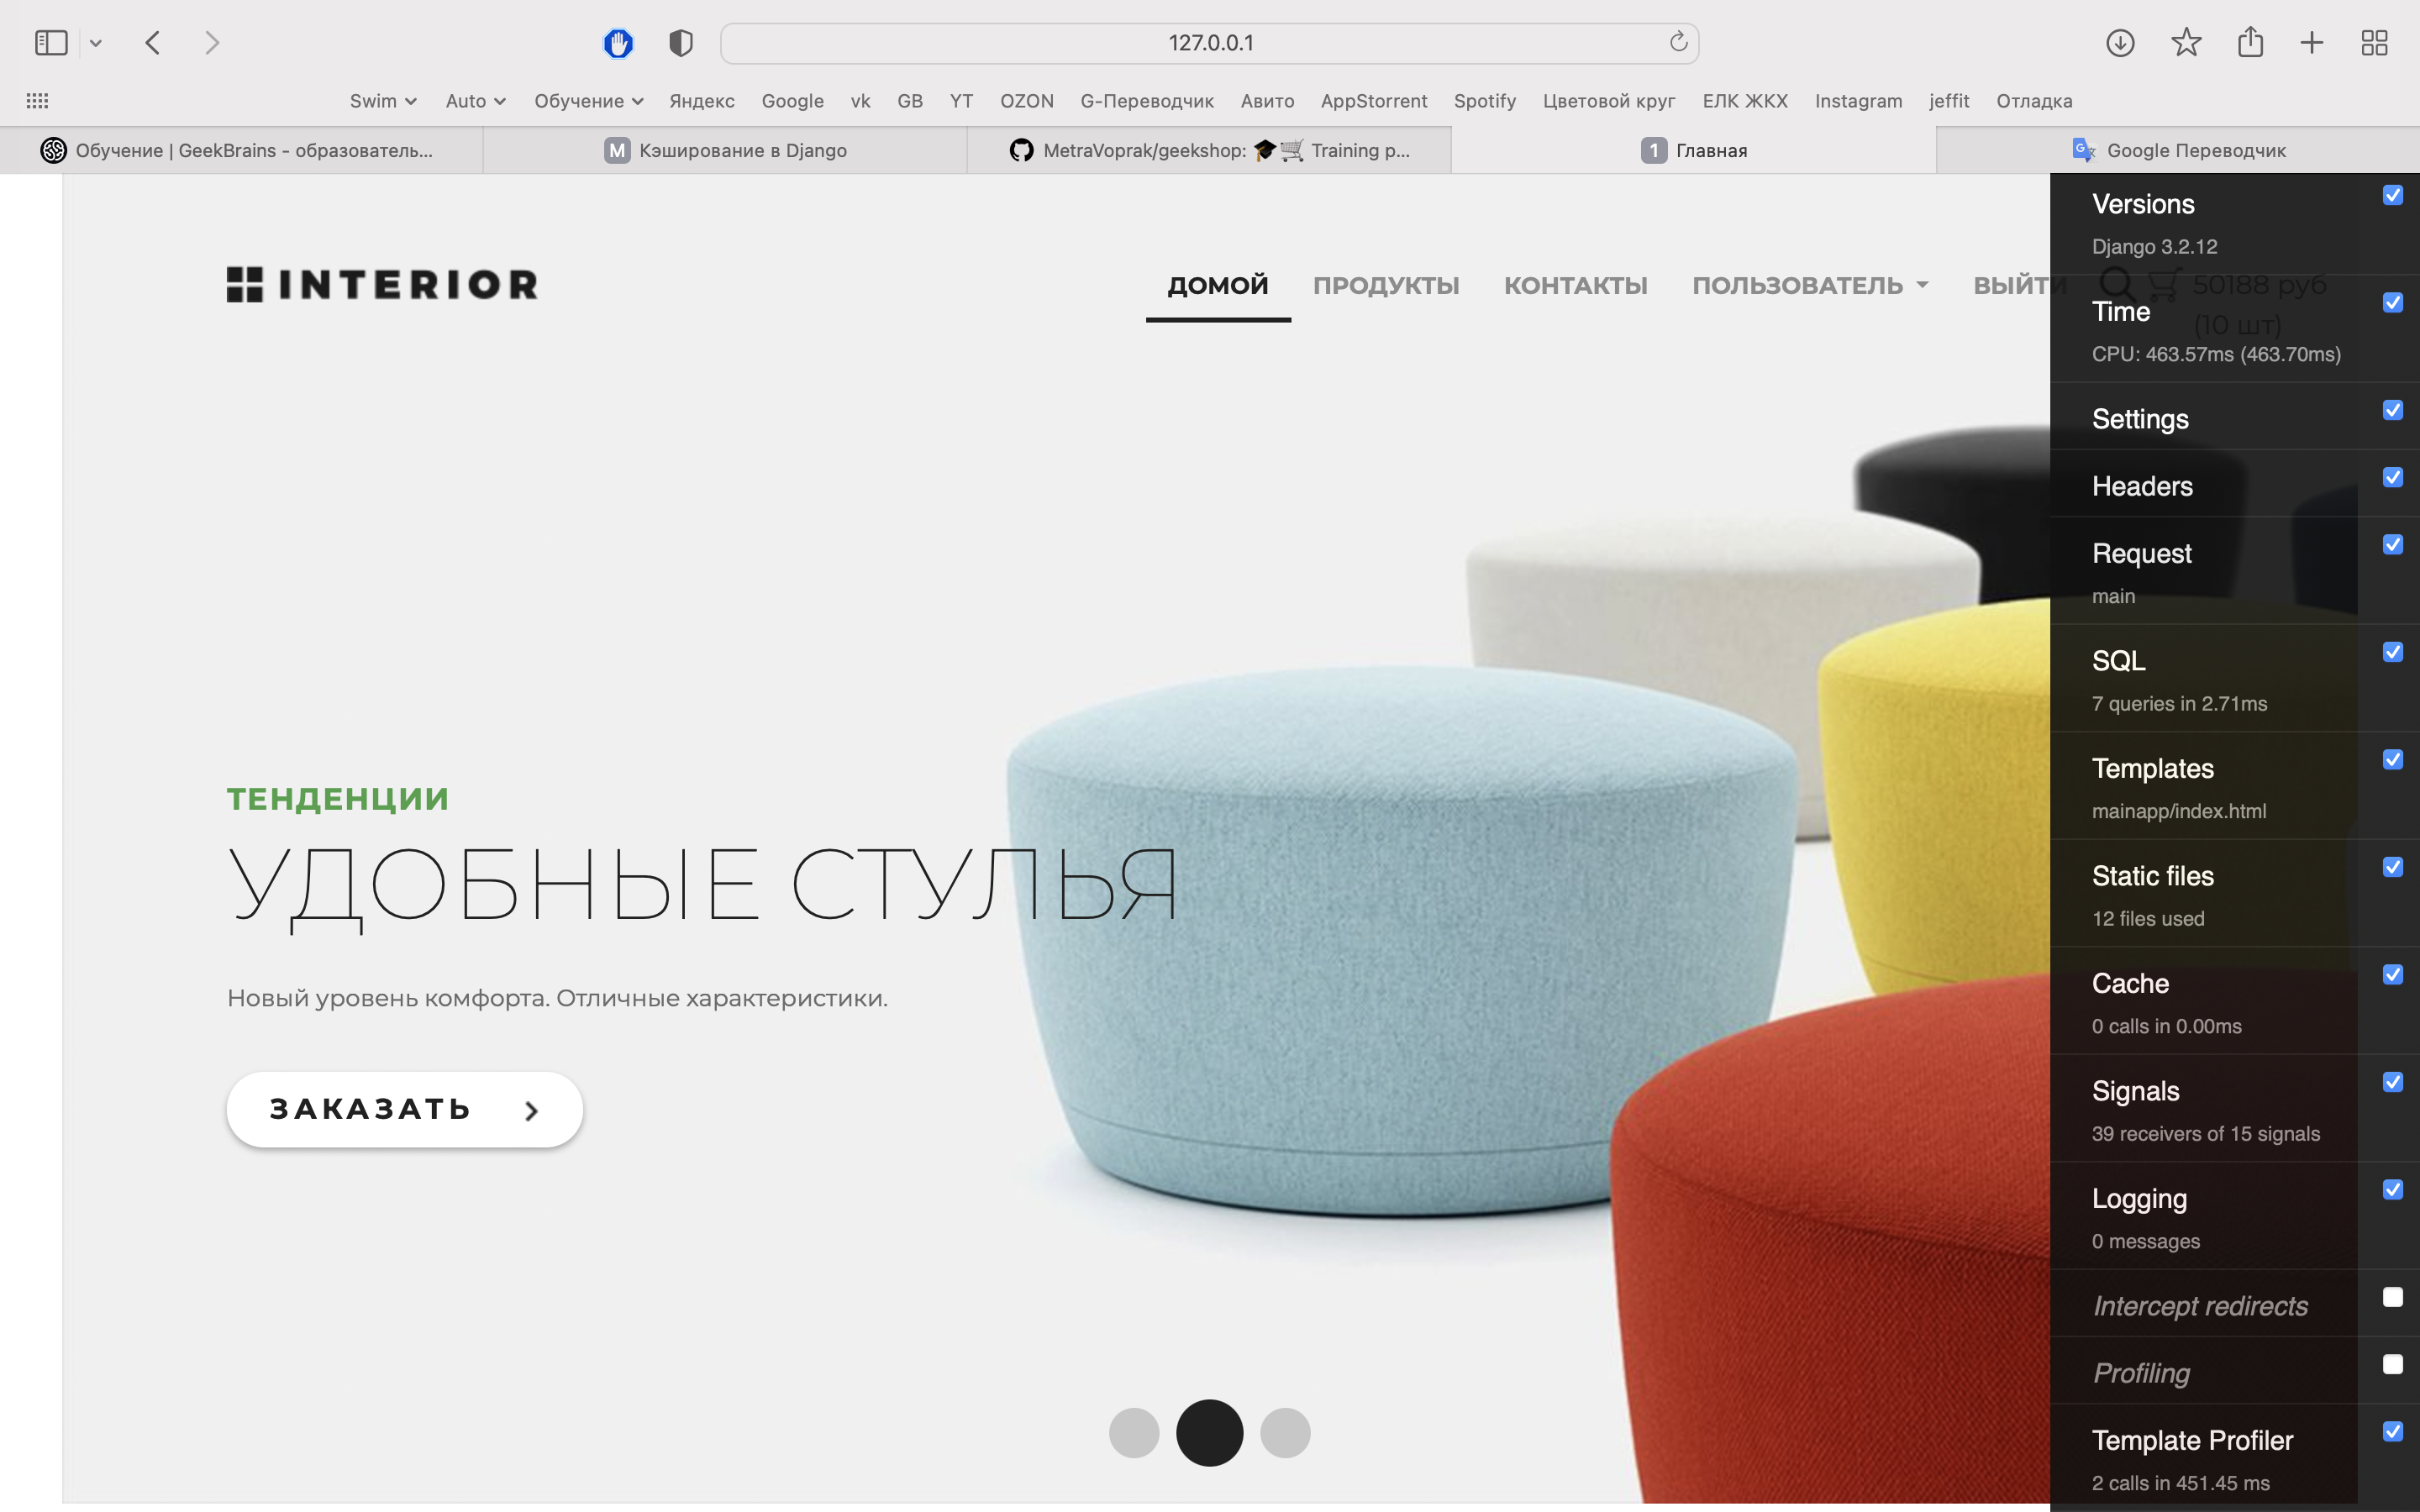 127.0.0.1
Swim Auto Обучение Яндекс Google vk GB YT OZON G-Переводчик Авито AppStorrent Spotify Цветовой круг ЕЛК ЖКХ Instagram jeffit Отладка
Обучение | GeekBrains - образователь...
M Кэширование в Django
MetraVoprak/geekshop: 🎓🛒 Training p...
1 Главная
Google Переводчик
INTERIOR
ДОМОЙ ПРОДУКТЫ КОНТАКТЫ ПОЛЬЗОВАТЕЛЬ ВЫЙТИ 50188 руб
(10 шт)
ТЕНДЕНЦИИ
УДОБНЫЕ СТУЛЬЯ
Новый уровень комфорта. Отличные характеристики.
ЗАКАЗАТЬ
Versions
Django 3.2.12
Time
CPU: 463.57ms (463.70ms)
Settings
Headers
Request
main
SQL
7 queries in 2.71ms
Templates
mainapp/index.html
Static files
12 files used
Cache
0 calls in 0.00ms
Signals
39 receivers of 15 signals
Logging
0 messages
Intercept redirects
Profiling
Template Profiler
2 calls in 451.45 ms